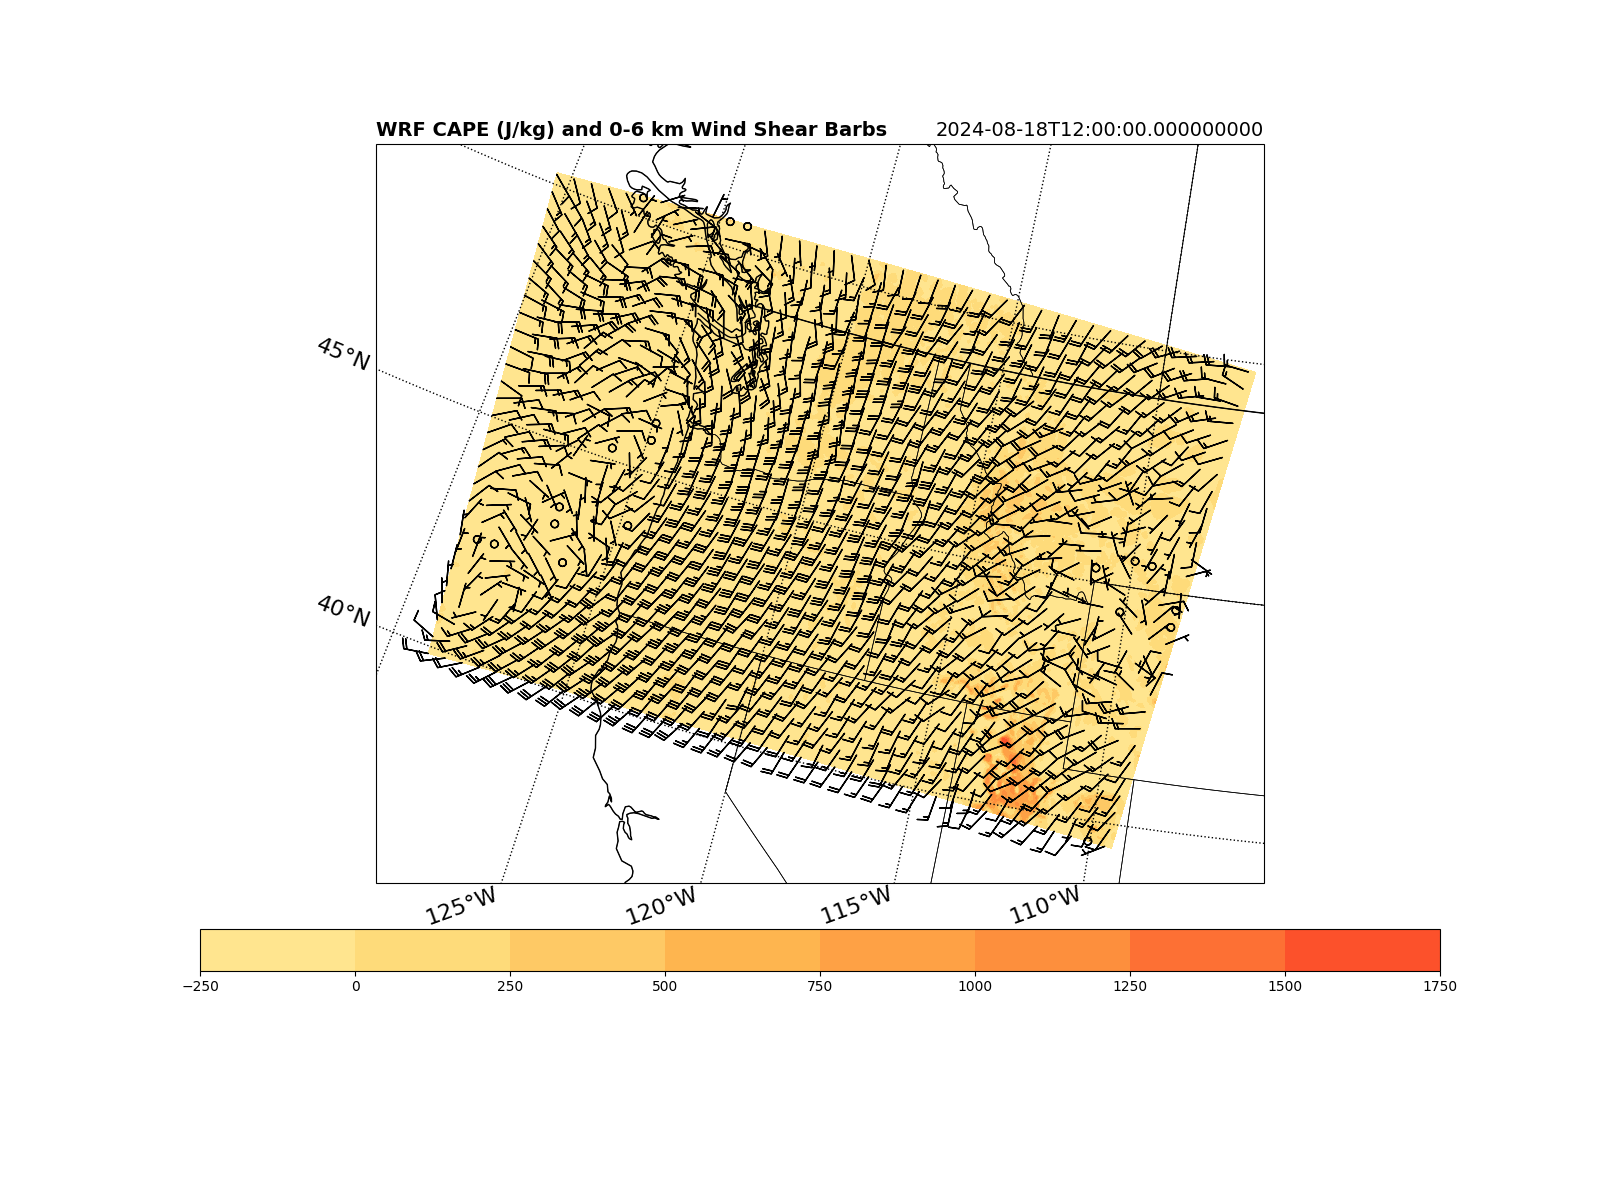 WRF CAPE (J/kg) and 0-6 km Wind Shear Barbs 2024-08-18T12:00:00.000000000
45°N
40°N
125°W 120°W 115°W 110°W
−250 0 250 500 750 1000 1250 1500 1750